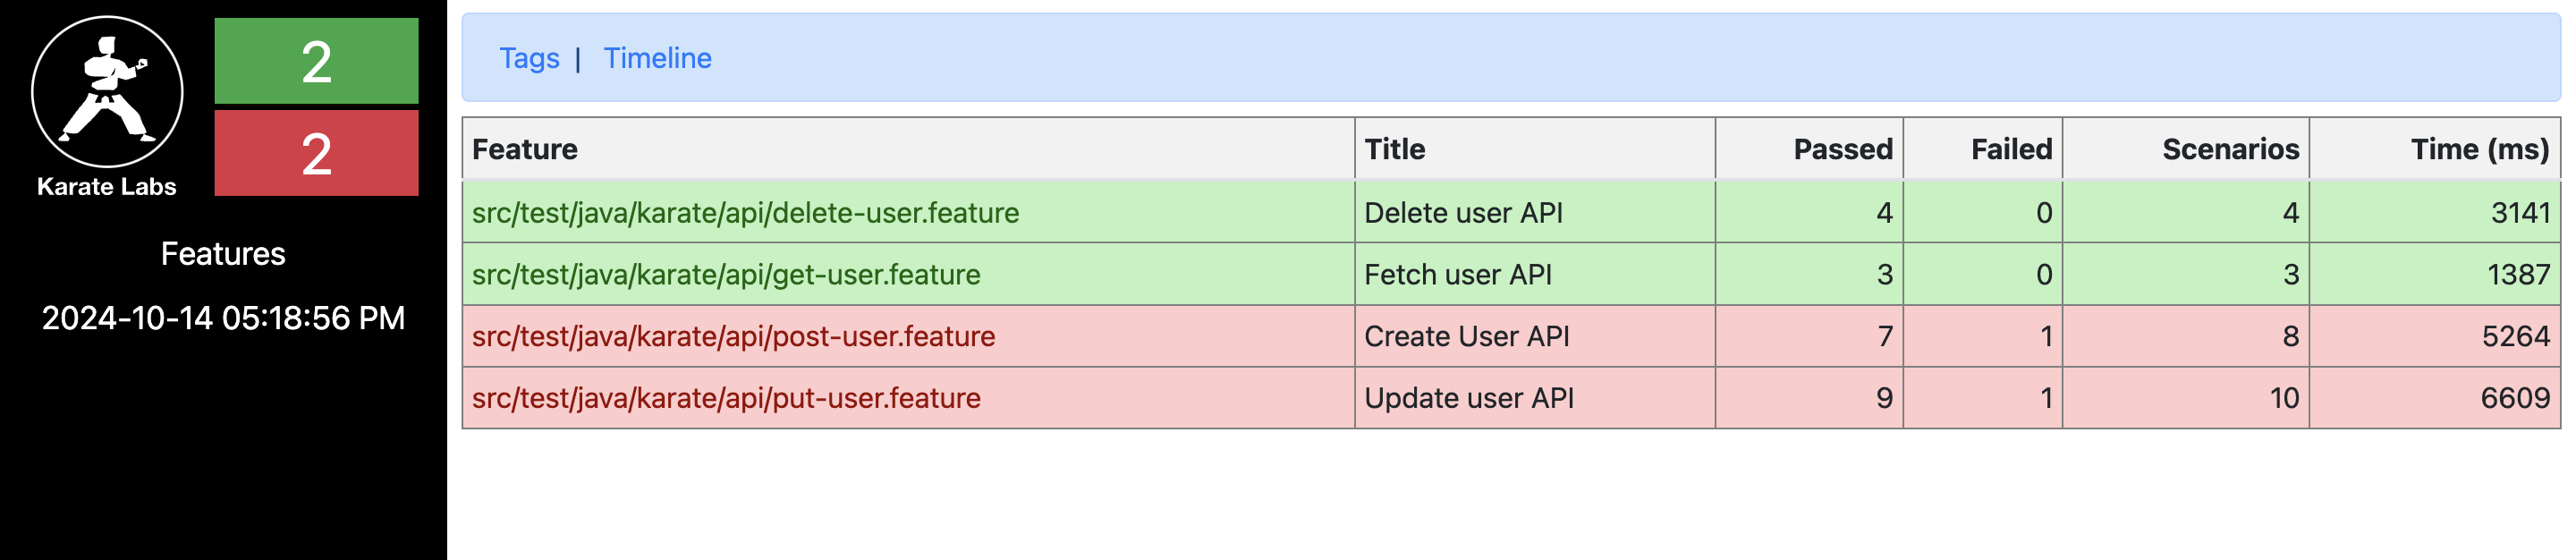 Karate Labs
2
2
Features
2024-10-14 05:18:56 PM
Tags | Timeline
Feature Title Passed Failed Scenarios Time (ms)
src/test/java/karate/api/delete-user.feature Delete user API 4 0 4 3141
src/test/java/karate/api/get-user.feature Fetch user API 3 0 3 1387
src/test/java/karate/api/post-user.feature Create User API 7 1 8 5264
src/test/java/karate/api/put-user.feature Update user API 9 1 10 6609